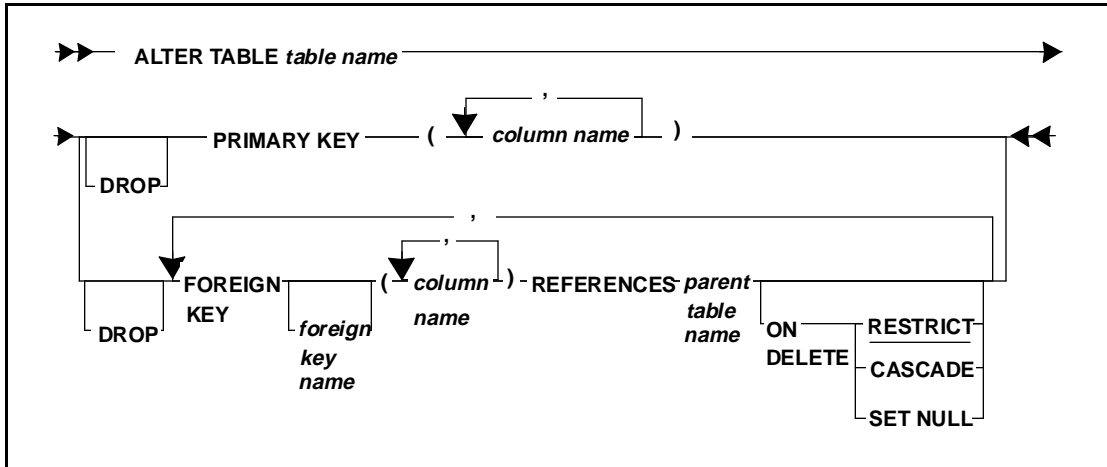 ALTER TABLE table name
,
PRIMARY KEY ( column name )
DROP
,
,
FOREIGN KEY ( column name ) REFERENCES parent table name
DROP
foreign key name
ON DELETE
RESTRICT
CASCADE
SET NULL